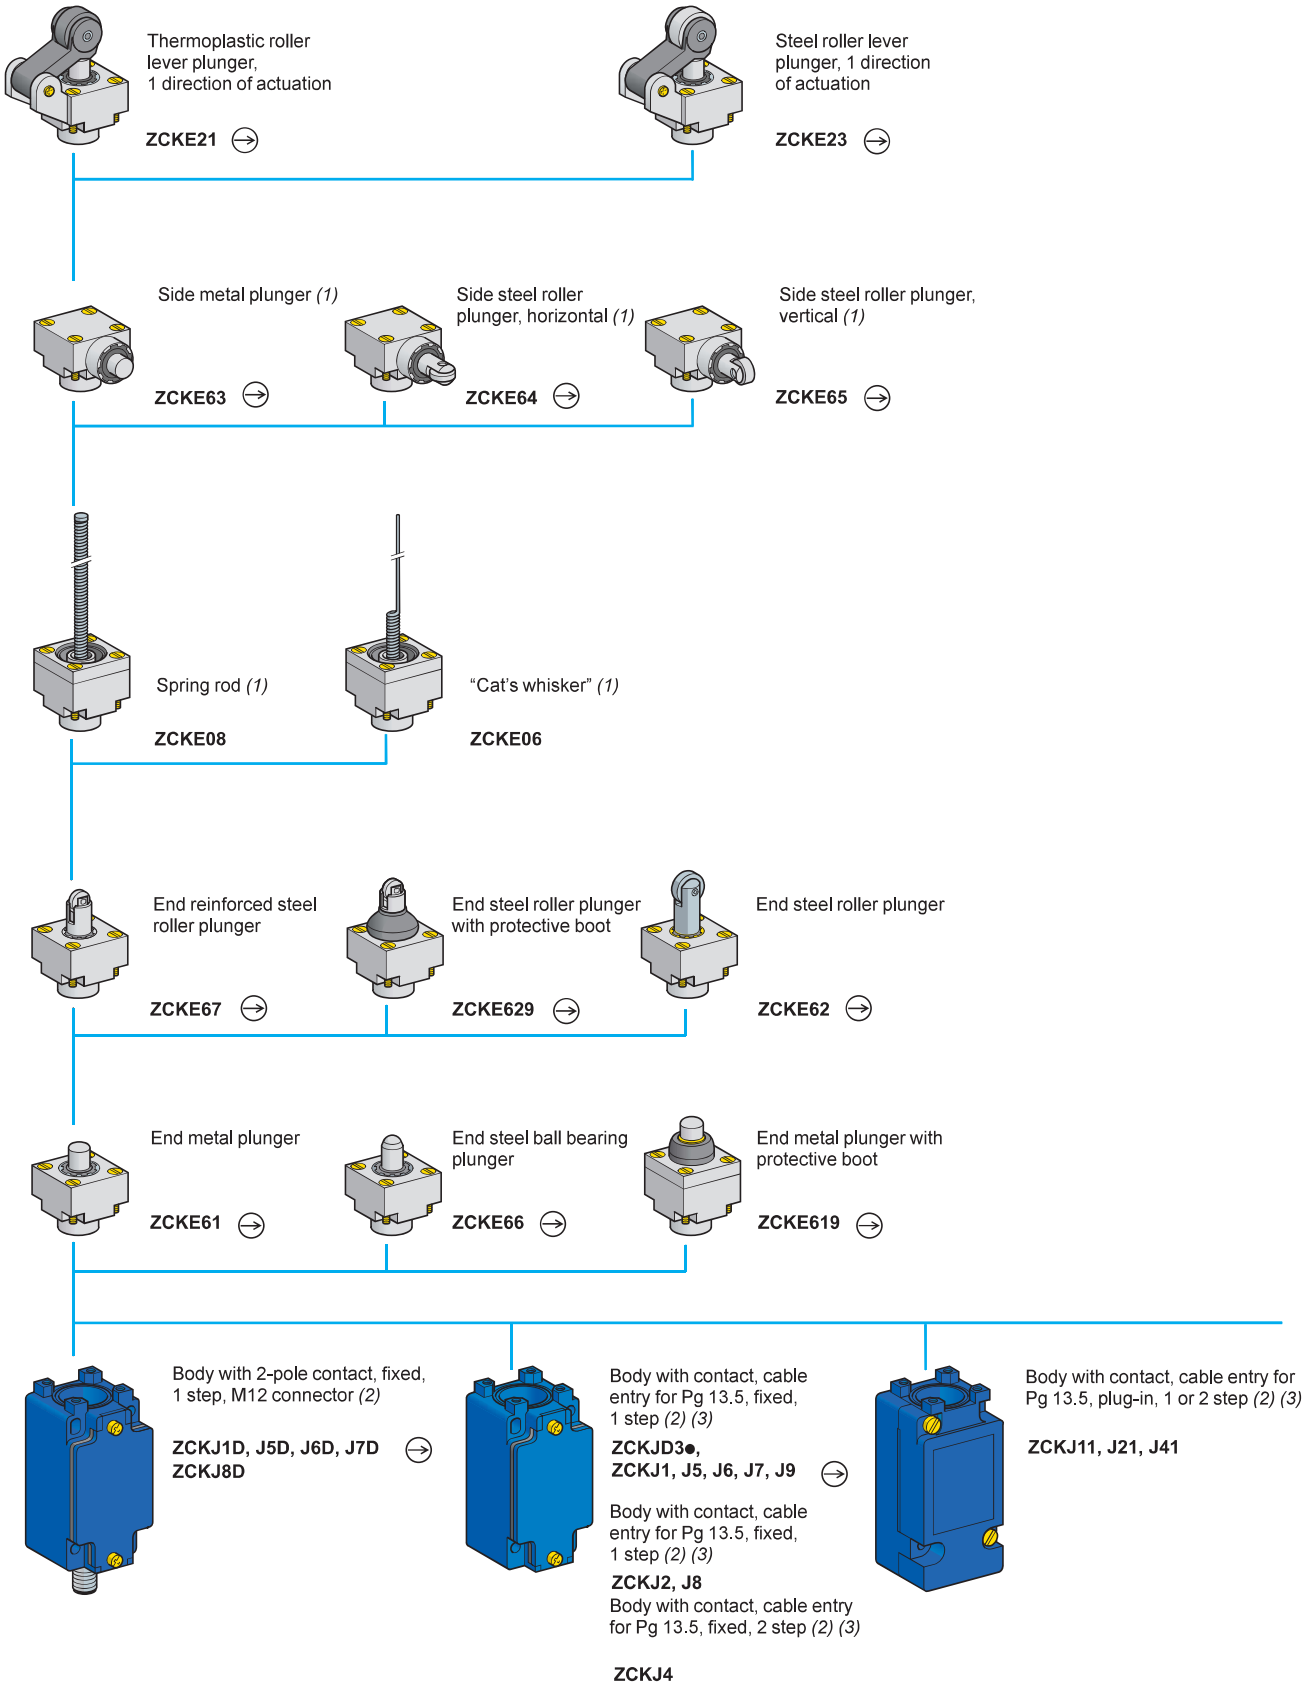 Thermoplastic roller
lever plunger,
1 direction of actuation
ZCKE21
Steel roller lever
plunger, 1 direction
of actuation
ZCKE23
Side metal plunger (1)
ZCKE63
Side steel roller
plunger, horizontal (1)
ZCKE64
Side steel roller plunger,
vertical (1)
ZCKE65
Spring rod (1)
ZCKE08
“Cat's whisker” (1)
ZCKE06
End reinforced steel
roller plunger
ZCKE67
End steel roller plunger
with protective boot
ZCKE629
End steel roller plunger
ZCKE62
End metal plunger
ZCKE61
End steel ball bearing
plunger
ZCKE66
End metal plunger with
protective boot
ZCKE619
Body with 2-pole contact, fixed,
1 step, M12 connector (2)
ZCKJ1D, J5D, J6D, J7D
ZCKJ8D
Body with contact, cable
entry for Pg 13.5, fixed,
1 step (2) (3)
ZCKJD3●,
ZCKJ1, J5, J6, J7, J9
Body with contact, cable
entry for Pg 13.5, fixed,
1 step (2) (3)
ZCKJ2, J8
Body with contact, cable entry
for Pg 13.5, fixed, 2 step (2) (3)
ZCKJ4
Body with contact, cable entry for
Pg 13.5, plug-in, 1 or 2 step (2) (3)
ZCKJ11, J21, J41